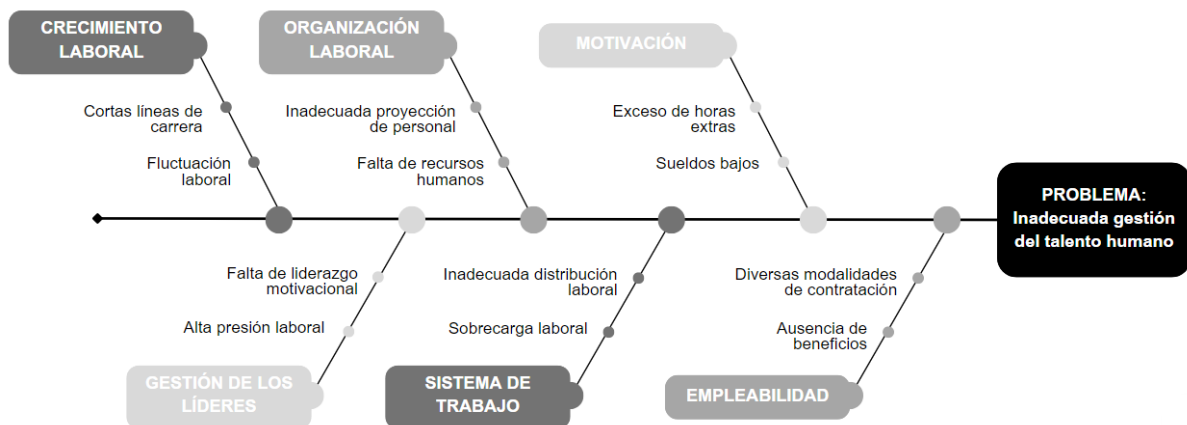 CRECIMIENTO
LABORAL
ORGANIZACIÓN
LABORAL
MOTIVACIÓN
Cortas líneas de
carrera
Fluctuación
laboral
Inadecuada proyección
de personal
Falta de recursos
humanos
Exceso de horas
extras
Sueldos bajos
PROBLEMA:
Inadecuada gestión
del talento humano
Falta de liderazgo
motivacional
Alta presión laboral
Inadecuada distribución
laboral
Sobrecarga laboral
Diversas modalidades
de contratación
Ausencia de
beneficios
GESTIÓN DE LOS
LÍDERES
SISTEMA DE
TRABAJO
EMPLEABILIDAD